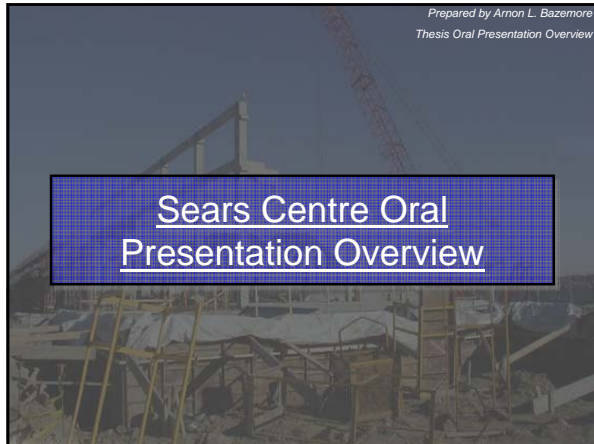 Prepared by Arnon L. Bazemore
Thesis Oral Presentation Overview
Sears Centre Oral
Presentation Overview